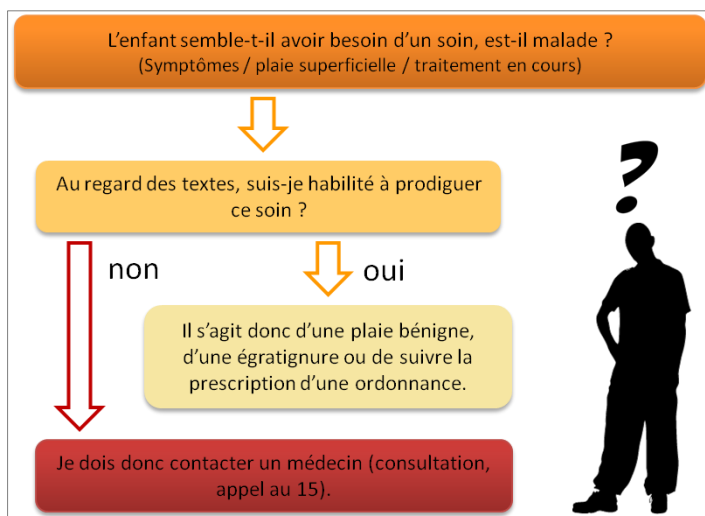 L'enfant semble-t-il avoir besoin d'un soin, est-il malade ?
(Symptômes / plaie superficielle / traitement en cours)
Au regard des textes, suis-je habilité à prodiguer
ce soin ?
non
oui
Il s'agit donc d'une plaie bénigne,
d'une égratignure ou de suivre la
prescription d'une ordonnance.
Je dois donc contacter un médecin (consultation,
appel au 15).
?